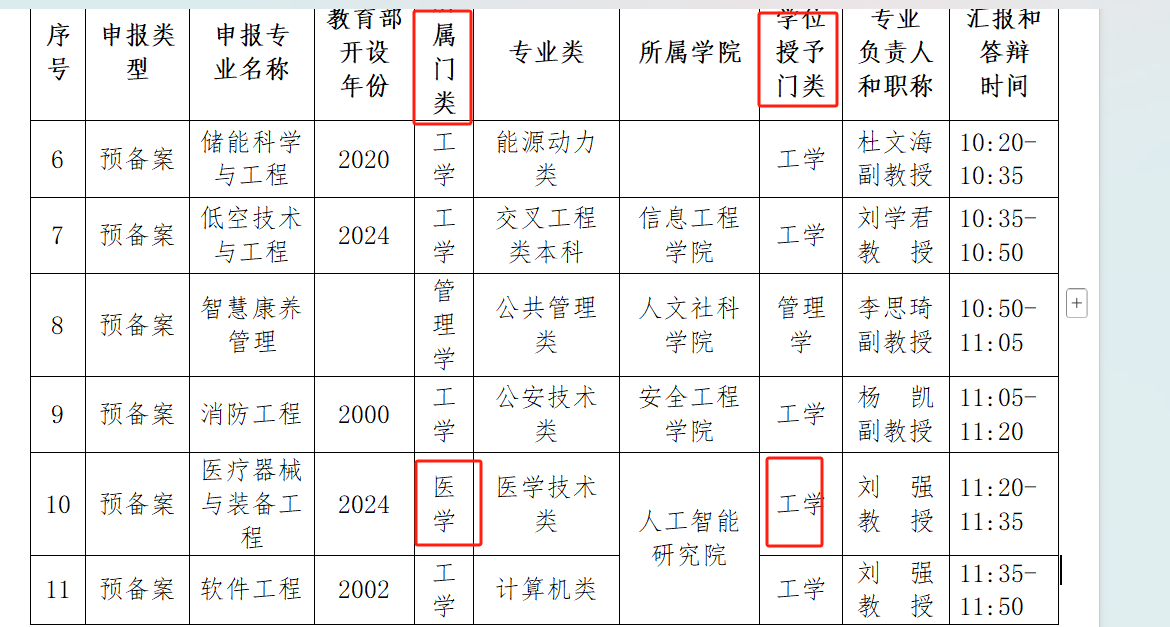 序号
申报类型
申报专业名称
教育部开设年份
所属门类
专业类
所属学院
学位授予门类
专业负责人和职称
汇报和答辩时间
6
预备案
储能科学
与工程
2020
工
学
能源动力
类
工学
杜文海
副教授
10:20-
10:35
7
预备案
低空技术
与工程
2024
工
学
交叉工程
类本科
信息工程
学院
工学
刘学君
教 授
10:35-
10:50
8
预备案
智慧康养
管理
管
理
学
公共管理
类
人文社科
学院
管理
学
李思琦
副教授
10:50-
11:05
9
预备案
消防工程
2000
工
学
公安技术
类
安全工程
学院
工学
杨 凯
副教授
11:05-
11:20
10
预备案
医疗器械
与装备工
程
2024
医
学
医学技术
类
人工智能
研究院
工学
刘 强
教 授
11:20-
11:35
11
预备案
软件工程
2002
工
学
计算机类
工学
刘 强
教 授
11:35-
11:50